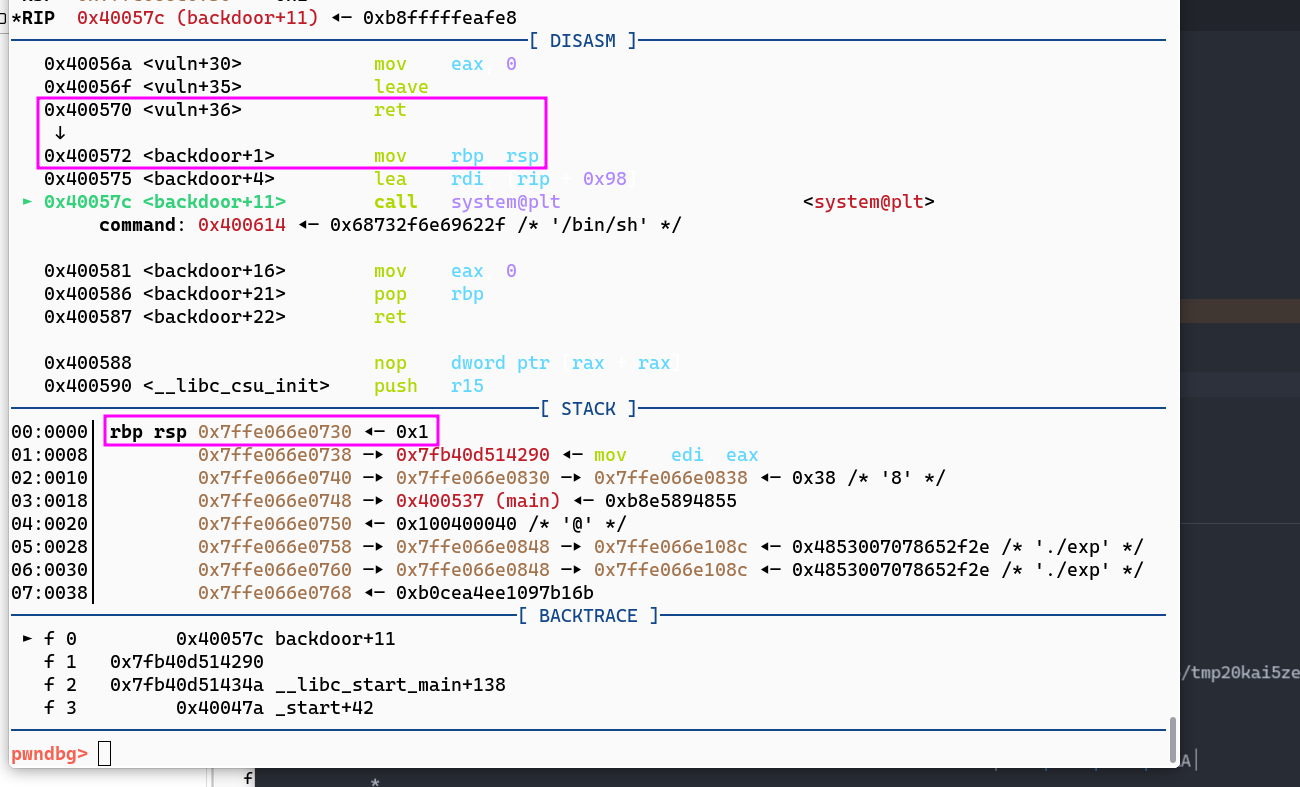 *RIP  0x40057c (backdoor+11) ◂— 0xb8fffffeafe8
[ DISASM ]
0x40056a <vuln+30>            mov    eax  0
0x40056f <vuln+35>            leave
0x400570 <vuln+36>            ret
↓
0x400572 <backdoor+1>         mov    rbp  rsp
0x400575 <backdoor+4>         lea    rdi  [rip + 0x98]
► 0x40057c <backdoor+11>        call   system@plt                      <system@plt>
command: 0x400614 ◂— 0x68732f6e69622f /* '/bin/sh' */
0x400581 <backdoor+16>        mov    eax  0
0x400586 <backdoor+21>        pop    rbp
0x400587 <backdoor+22>        ret
0x400588                      nop    dword ptr [rax + rax]
0x400590 <__libc_csu_init>    push   r15
[ STACK ]
00:0000│ rbp rsp 0x7ffe066e0730 ◂— 0x1
01:0008│         0x7ffe066e0738 —▸ 0x7fb40d514290 ◂— mov    edi  eax
02:0010│         0x7ffe066e0740 —▸ 0x7ffe066e0830 —▸ 0x7ffe066e0838 ◂— 0x38 /* '8' */
03:0018│         0x7ffe066e0748 —▸ 0x400537 (main) ◂— 0xb8e5894855
04:0020│         0x7ffe066e0750 ◂— 0x100400040 /* '@' */
05:0028│         0x7ffe066e0758 —▸ 0x7ffe066e0848 —▸ 0x7ffe066e108c ◂— 0x4853007078652f2e /* './exp' */
06:0030│         0x7ffe066e0760 —▸ 0x7ffe066e0848 —▸ 0x7ffe066e108c ◂— 0x4853007078652f2e /* './exp' */
07:0038│         0x7ffe066e0768 ◂— 0xb0cea4ee1097b16b
[ BACKTRACE ]
► f 0         0x40057c backdoor+11
f 1   0x7fb40d514290
f 2   0x7fb40d51434a __libc_start_main+138
f 3         0x40047a _start+42
/tmp20kai5ze
pwndbg>
A
f
*